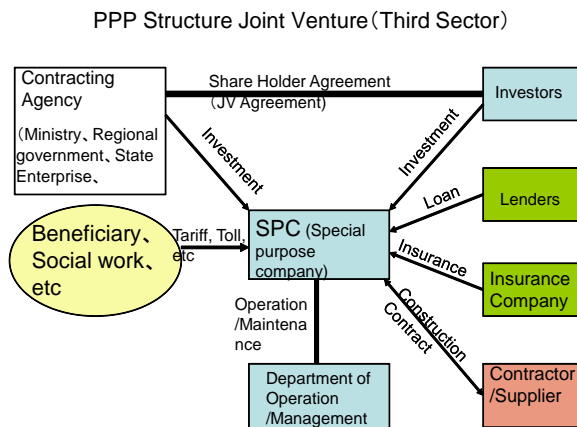 PPP Structure Joint Venture（Third Sector）
Contracting
Agency
（Ministry、Regional
government、State
Enterprise、
Share Holder Agreement
（JV Agreement）
Investors
Investment
Investment
Loan
Lenders
Beneficiary、
Social work、
etc
Tariff, Toll,
etc
SPC (Special
purpose
company)
Insurance
Insurance
Company
Operation
/Maintena
nce
Construction
Contract
Department of
Operation
/Management
Contractor
/Supplier